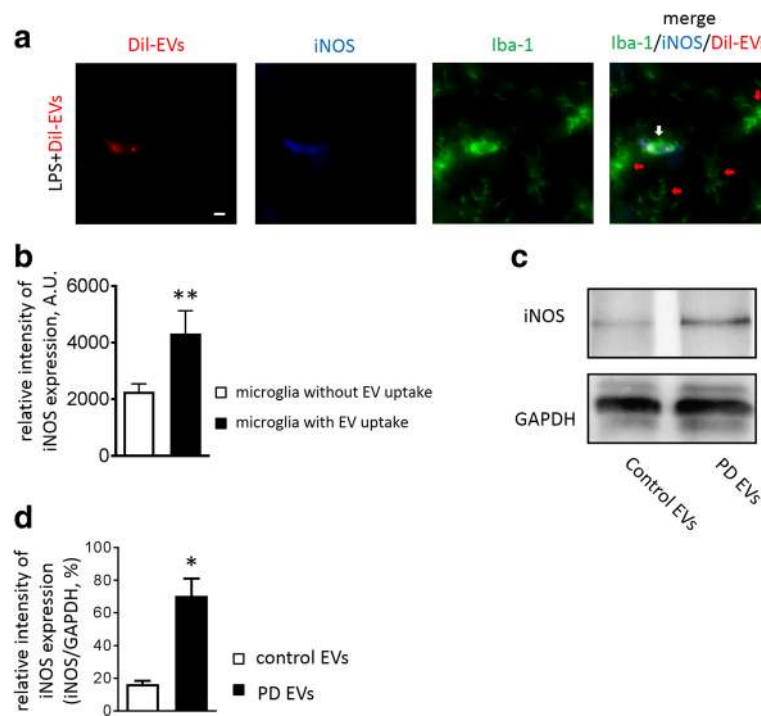 a
Dil-EVs
iNOS
Iba-1
merge
Iba-1/iNOS/Dil-EVs
LPS+Dil-EVs
b
relative intensity of
iNOS expression, A.U.
6000
4000
2000
0
**
microglia without EV uptake
microglia with EV uptake
c
iNOS
GAPDH
Control EVs
PD EVs
d
relative intensity of
iNOS expression
(iNOS/GAPDH, %)
100
80
60
40
20
0
*
control EVs
PD EVs